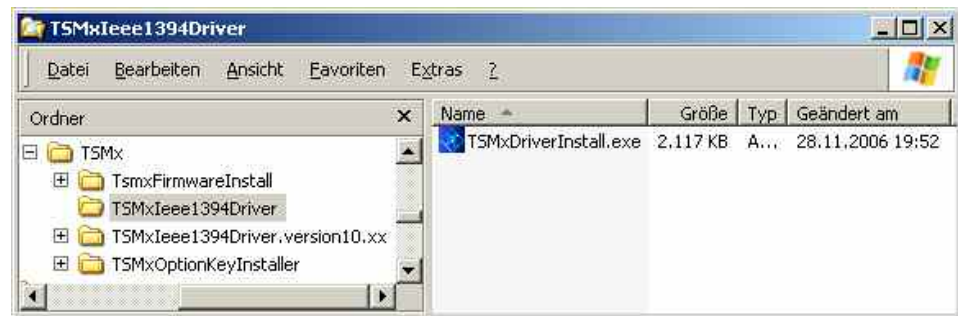 TSMxIeee1394Driver
Datei Bearbeiten Ansicht Favoriten Extras ?
Ordner
TSMx
TsmxFirmwareInstall
TSMxIeee1394Driver
TSMxIeee1394Driver.version10.xx
TSMxOptionKeyInstaller
Name Größe Typ Geändert am
TSMxDriverInstall.exe 2.117 KB A... 28.11.2006 19:52